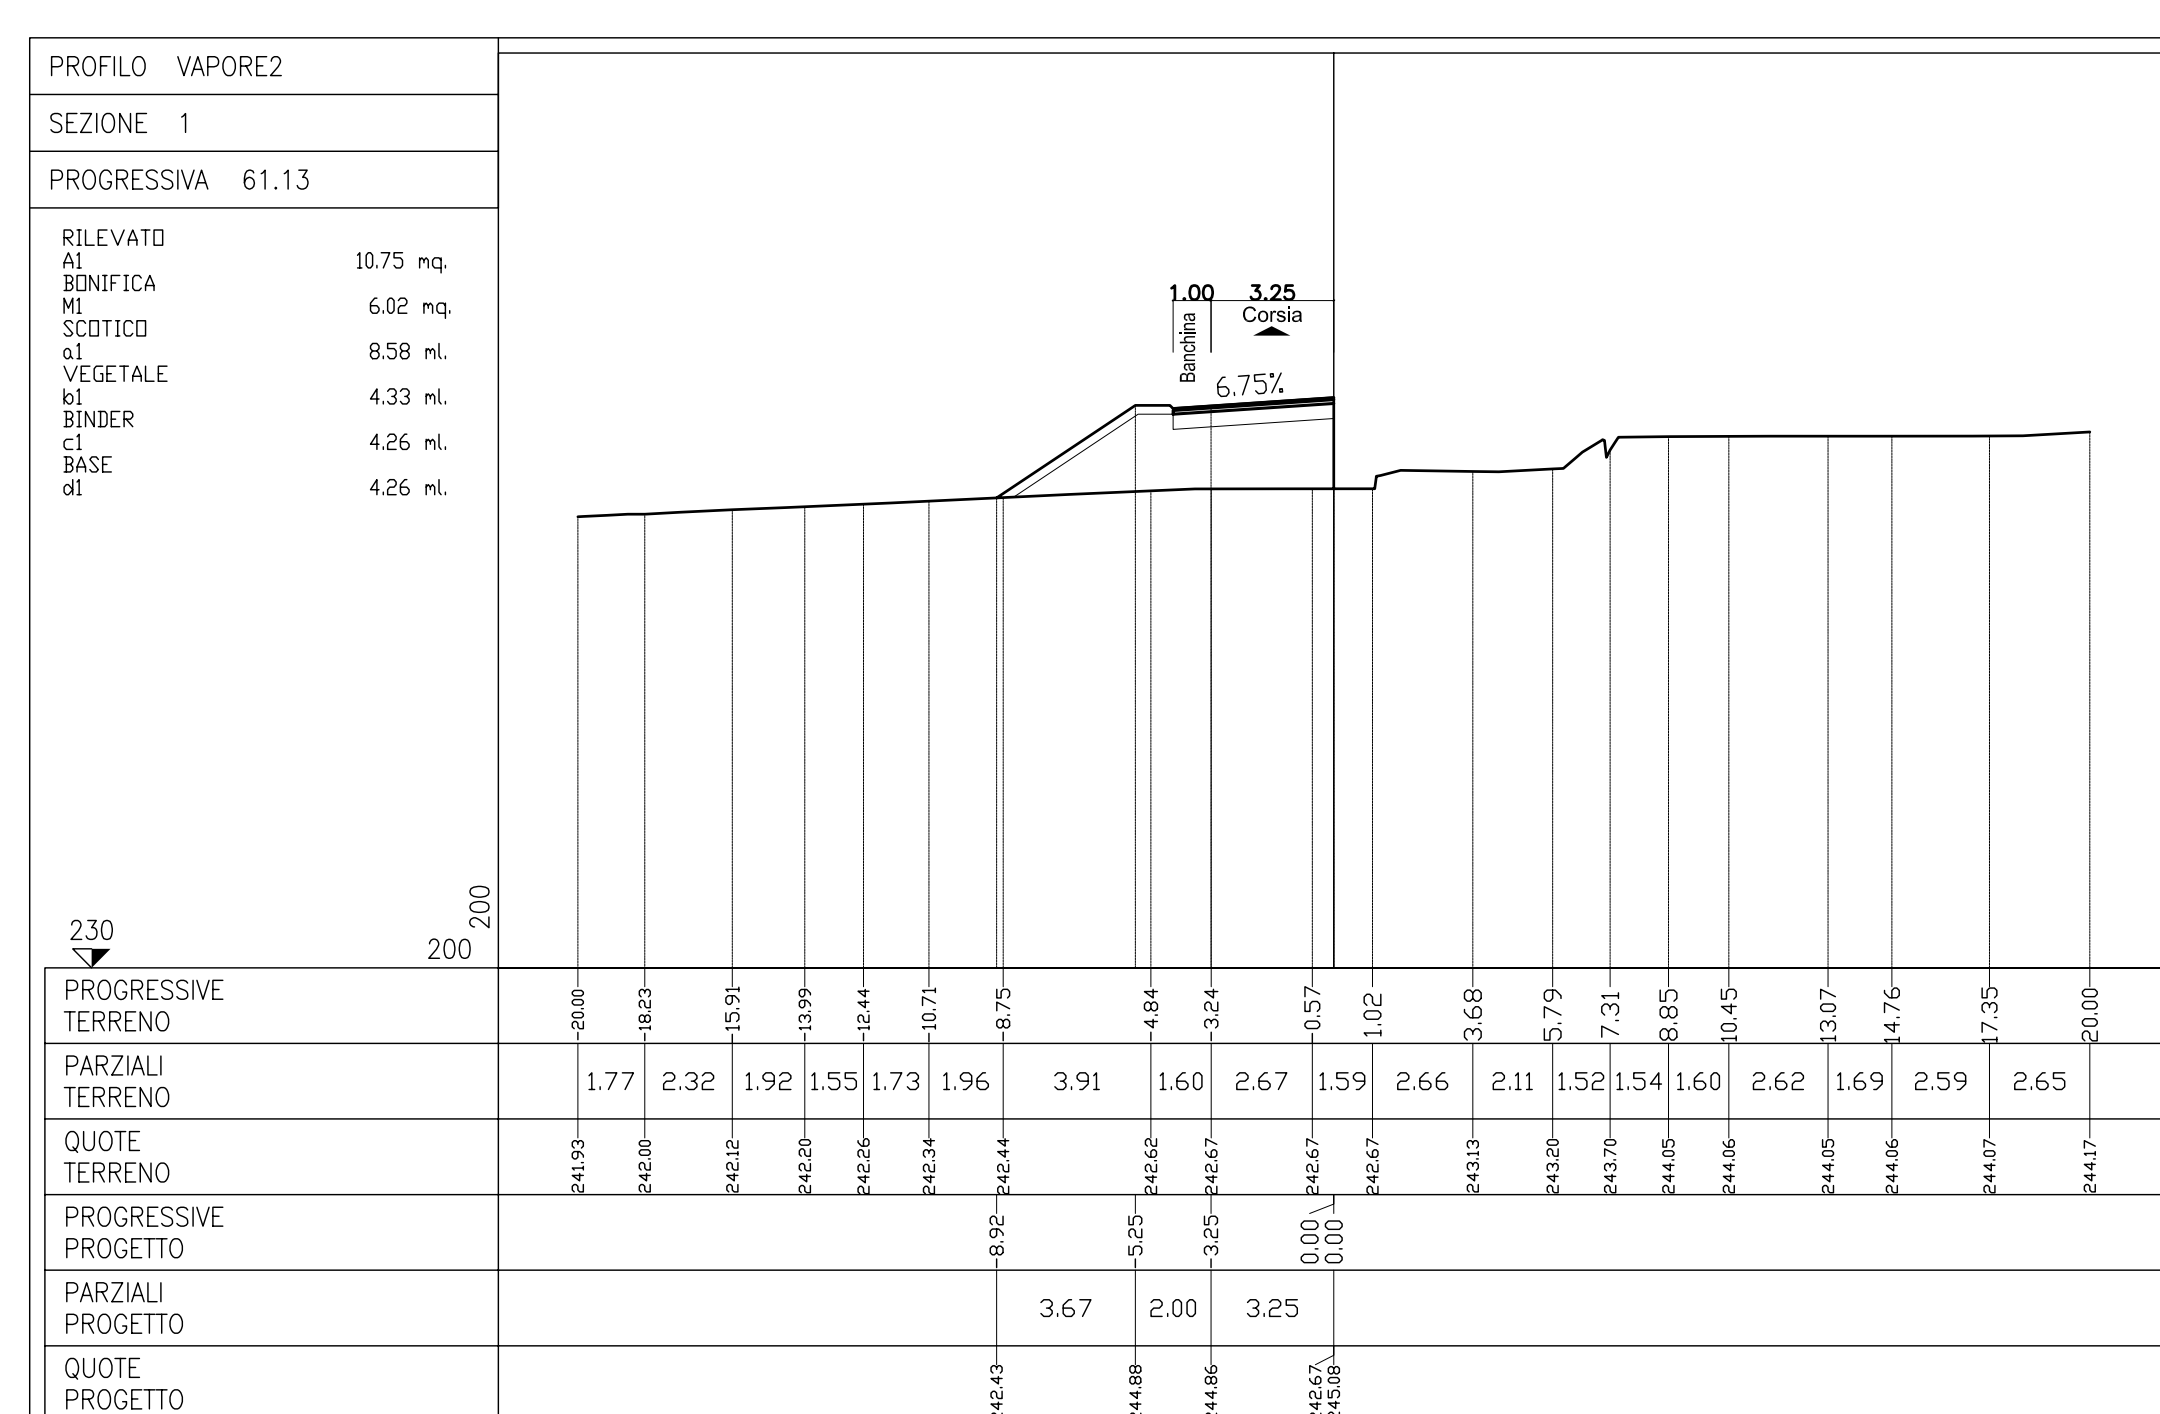 PROFILO VAPORE2
SEZIONE 1
PROGRESSIVA 61.13
RILEVATO
A1 10.75 mq.
BONIFICA
M1 6.02 mq.
SCOTICO
a1 8.58 ml.
VEGETALE
b1 4.33 ml.
BINDER
c1 4.26 ml.
BASE
d1 4.26 ml.
1.00 3.25
Banchina Corsia
6.75%
200
230 200
PROGRESSIVE TERRENO
-20.00 -18.23 -15.91 -13.99 -12.44 -10.71 -8.75 -4.84 -3.24 -0.57 1.02 3.68 5.79 7.31 8.85 10.45 13.07 14.76 17.35 20.00
PARZIALI TERRENO
1.77 2.32 1.92 1.55 1.73 1.96 3.91 1.60 2.67 1.59 2.66 2.11 1.52 1.54 1.60 2.62 1.69 2.59 2.65
QUOTE TERRENO
241.93 242.00 242.12 242.20 242.26 242.34 242.44 242.62 242.67 242.67 242.67 243.13 243.20 243.70 244.05 244.06 244.05 244.06 244.07 244.17
PROGRESSIVE PROGETTO
-8.92 -5.25 -3.25 0.00 0.00
PARZIALI PROGETTO
3.67 2.00 3.25
QUOTE PROGETTO
242.43 244.88 244.86 242.67 245.08